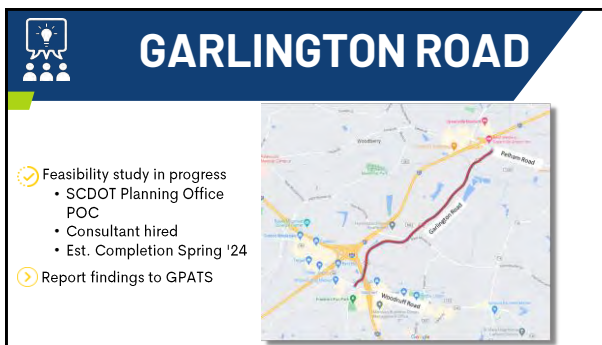 GARLINGTON ROAD
Feasibility study in progress
• SCDOT Planning Office
POC
• Consultant hired
• Est. Completion Spring '24
Report findings to GPATS
Pelham Road
Garlington Road
Woodruff Road
Google